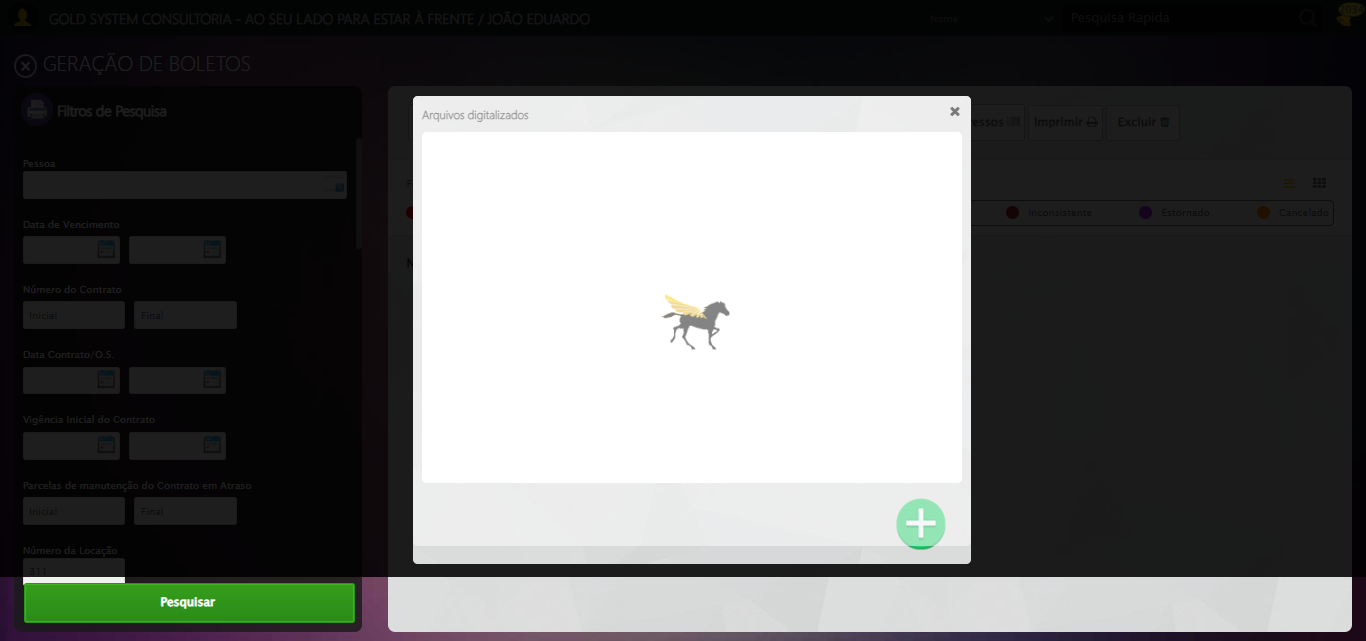 GOLD SYSTEM CONSULTORIA - AO SEU LADO PARA ESTAR À FRENTE / JOÃO EDUARDO
Nome
Pesquisa Rapida
GERAÇÃO DE BOLETOS
Filtros de Pesquisa
Arquivos digitalizados
Imprimir
Excluir
Pessoa
Data de Vencimento
Inconsistente
Estornado
Cancelado
Número do Contrato
Inicial
Final
Data Contrato/O.S.
Vigência Inicial do Contrato
Parcelas de manutenção do Contrato em Atraso
Inicial
Final
Número da Locação
311
Pesquisar